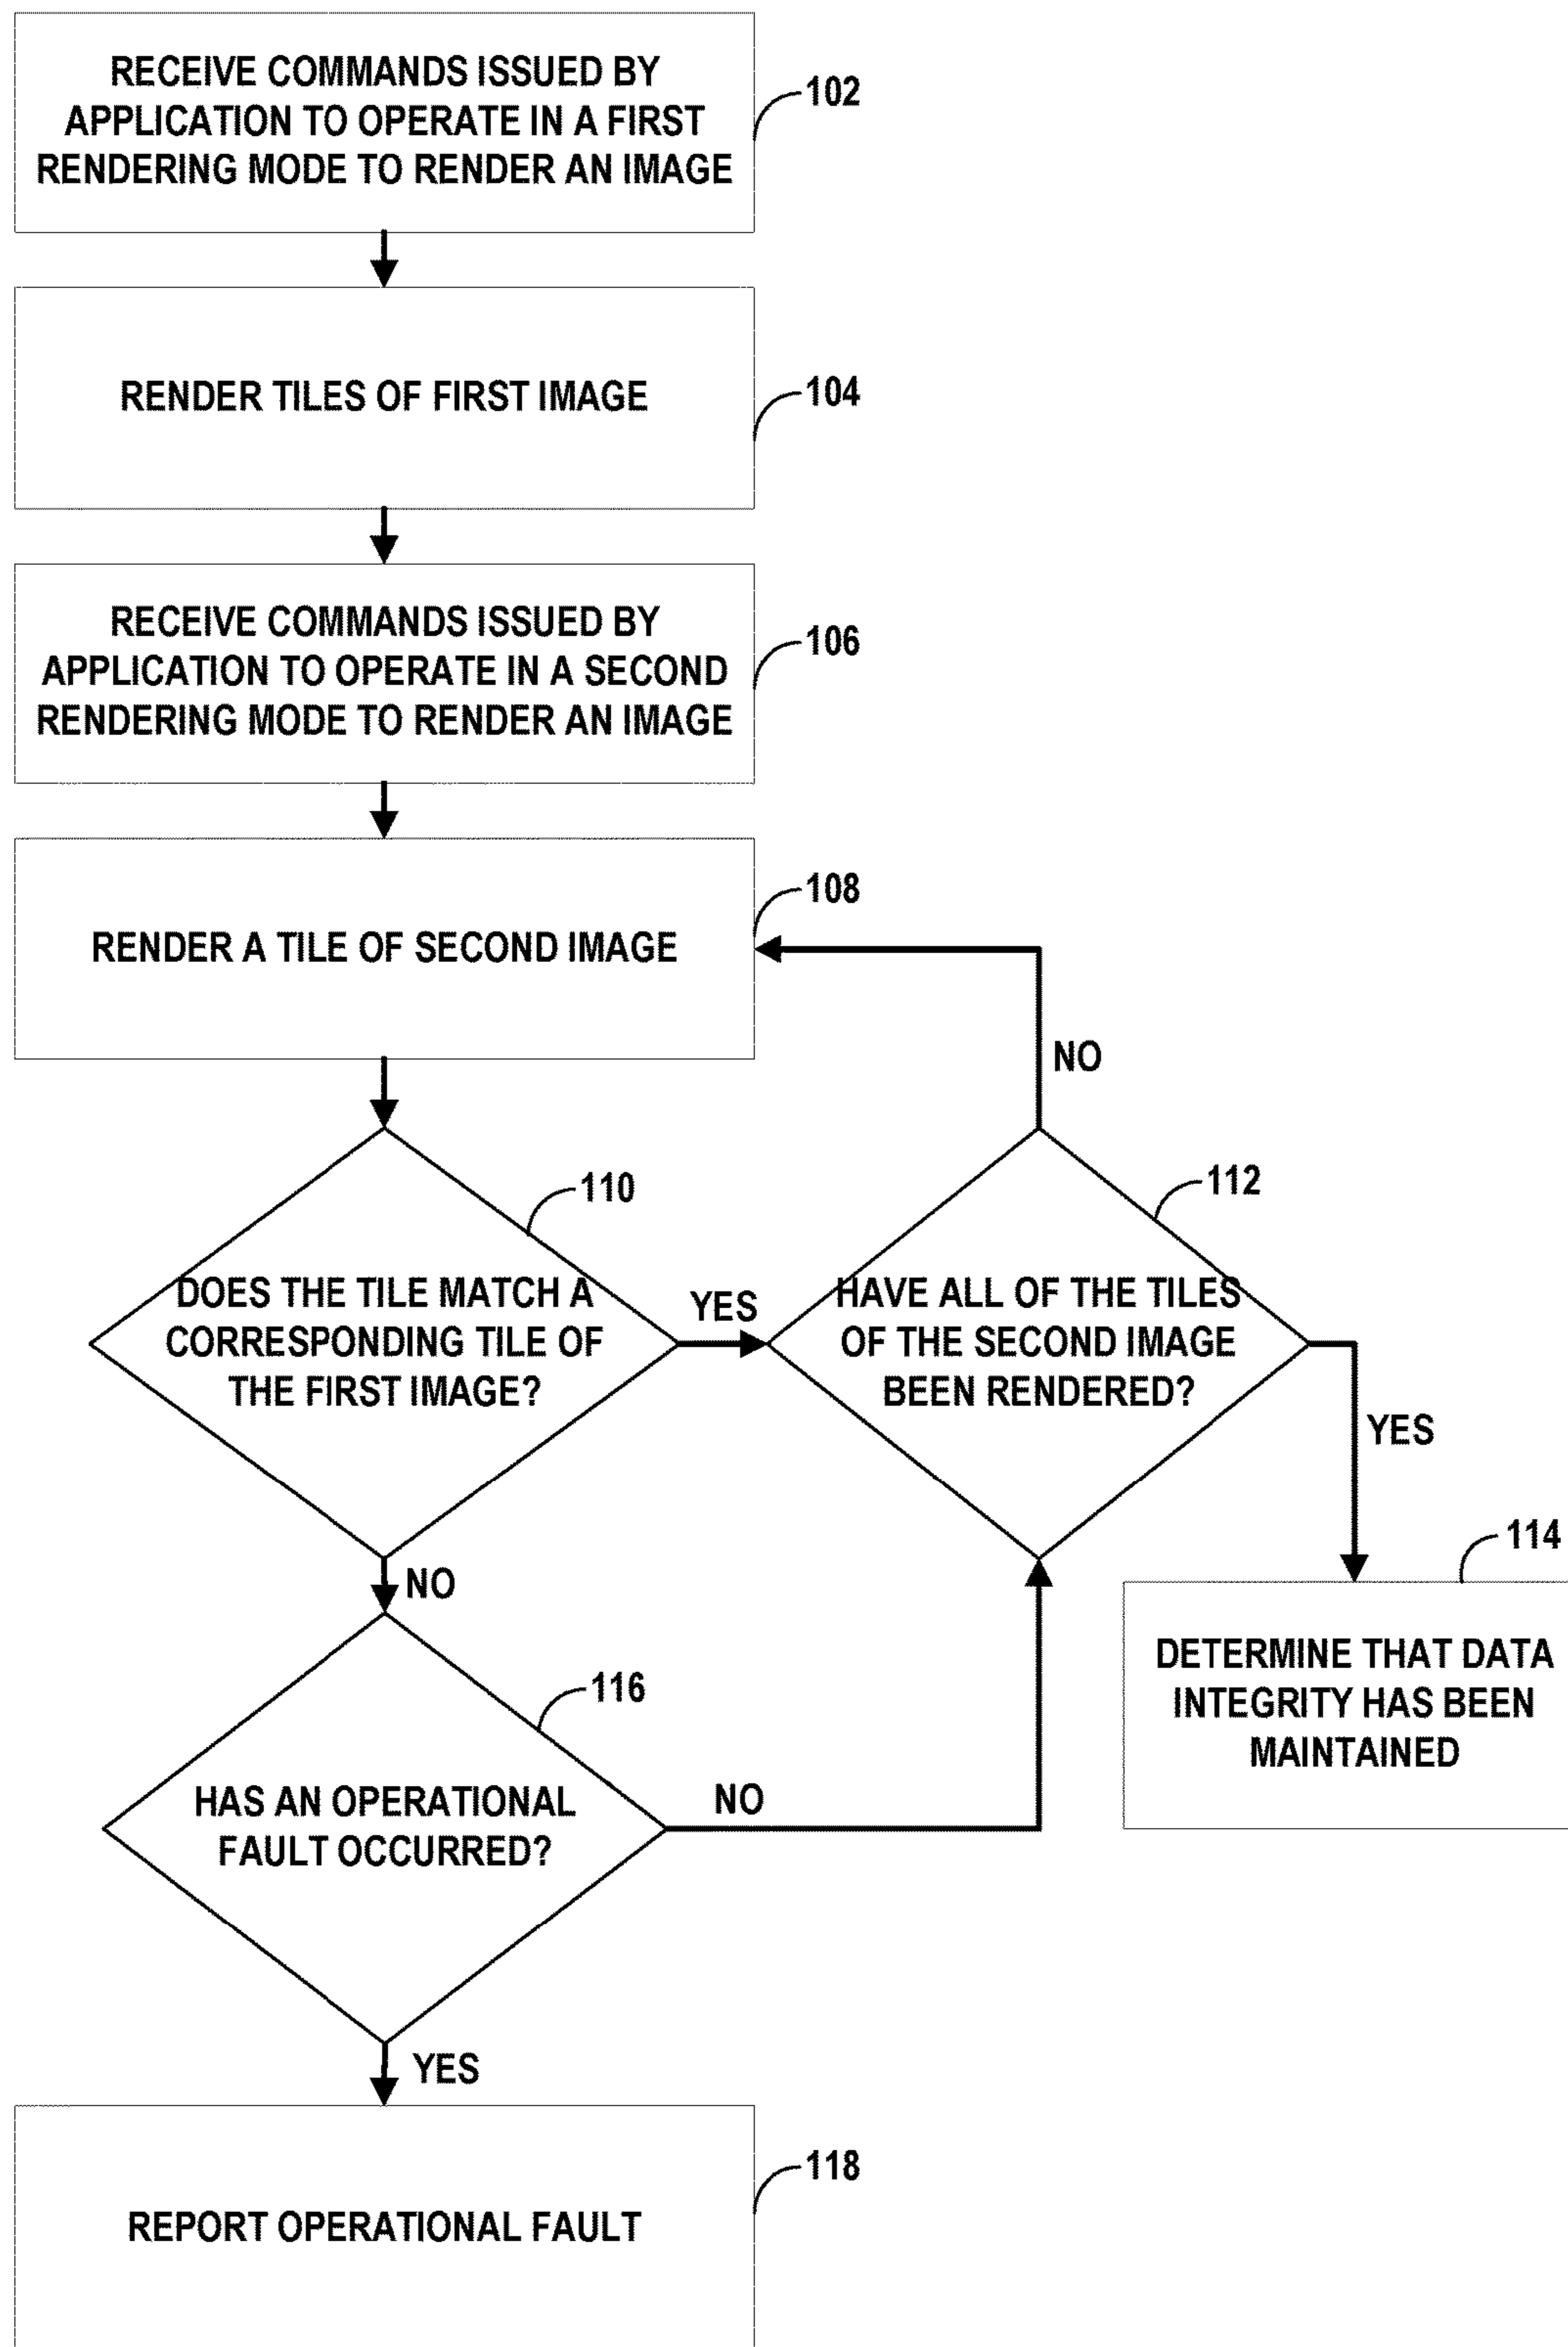 RECEIVE COMMANDS ISSUED BY
APPLICATION TO OPERATE IN A FIRST
RENDERING MODE TO RENDER AN IMAGE
102
RENDER TILES OF FIRST IMAGE
104
RECEIVE COMMANDS ISSUED BY
APPLICATION TO OPERATE IN A SECOND
RENDERING MODE TO RENDER AN IMAGE
106
RENDER A TILE OF SECOND IMAGE
108
NO
110
DOES THE TILE MATCH A
CORRESPONDING TILE OF
THE FIRST IMAGE?
YES
112
HAVE ALL OF THE TILES
OF THE SECOND IMAGE
BEEN RENDERED?
YES
114
DETERMINE THAT DATA
INTEGRITY HAS BEEN
MAINTAINED
NO
116
HAS AN OPERATIONAL
FAULT OCCURRED?
NO
YES
118
REPORT OPERATIONAL FAULT